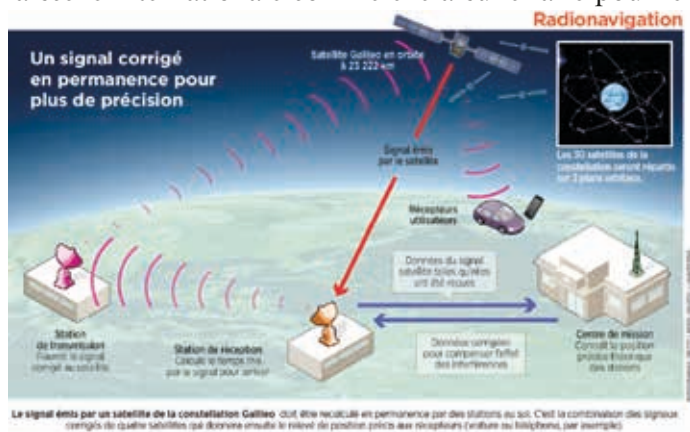 Radionavigation
Un signal corrigé
en permanence pour
plus de précision
Satellite Galileo en orbite
à 23 222 km
Signal émis
par le satellite
Les 30 satellites de la
constellation seront répartis
sur 3 plans orbitaux.
Récepteurs
utilisateurs
Données du signal
satellite telles qu'elles
ont été reçues
Station
de transmission
Fournit le signal
corrigé au satellite
Station de réception
Calcule le temps mis
par le signal pour arriver
Données corrigées
pour compenser l'effet
des interférences
Centre de mission
Connaît la position
précise théorique
des stations
Le signal émis par un satellite de la constellation Galileo doit être recalculé en permanence par des stations au sol. C'est la combinaison des signaux
corrigés de quatre satellites qui donnera ensuite le relevé de position précis aux récepteurs (voiture ou téléphone, par exemple).